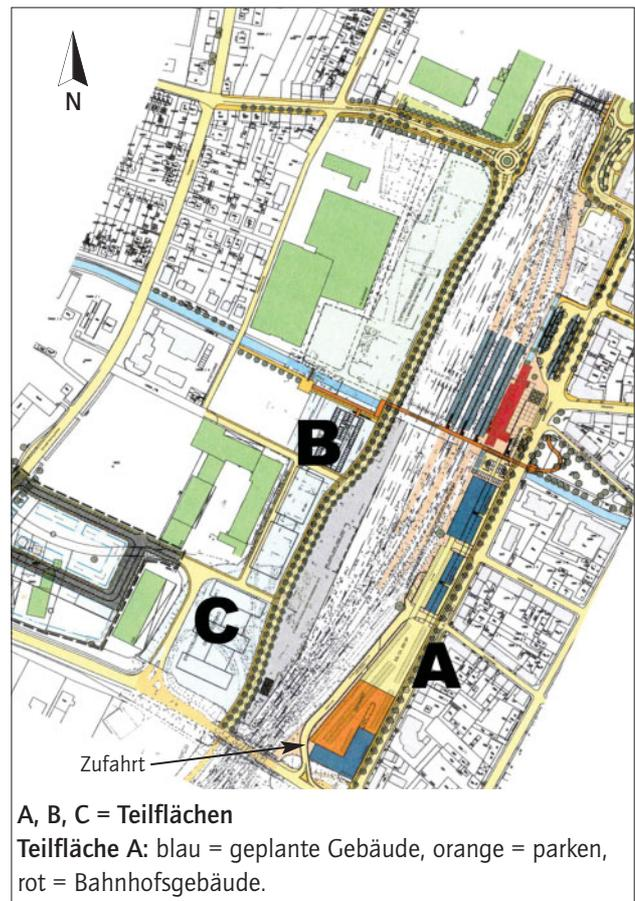 N
B
C
A
Zufahrt
A, B, C = Teilflächen
Teilfläche A: blau = geplante Gebäude, orange = parken,
rot = Bahnhofsgebäude.